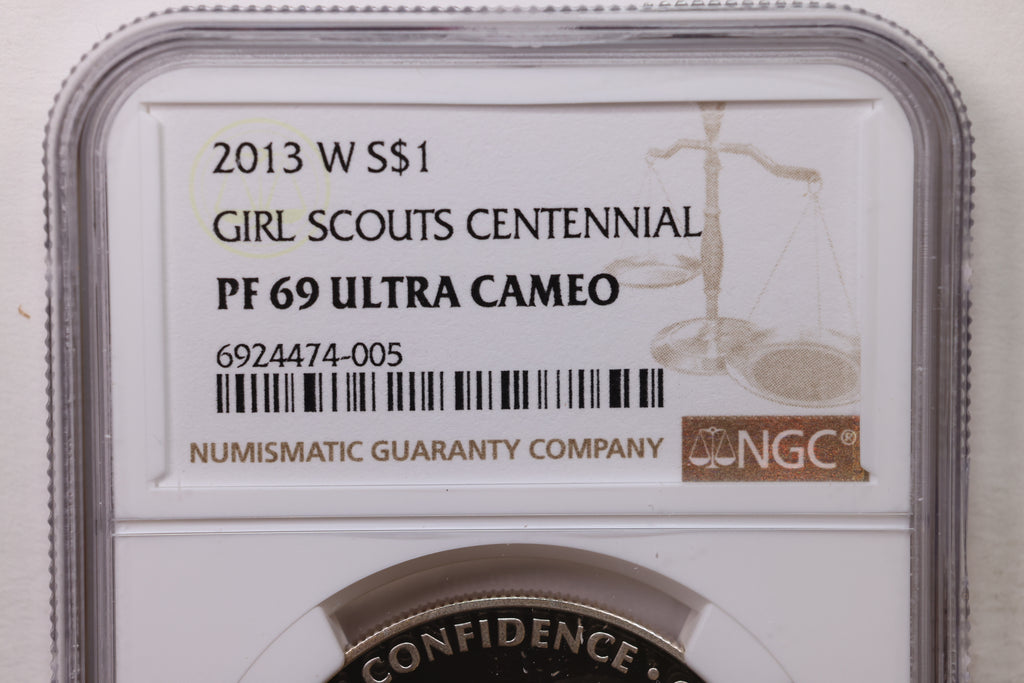 2013 W S$1
GIRL SCOUTS CENTENNIAL
PF 69 ULTRA CAMEO
6924474-005
NUMISMATIC GUARANTY COMPANY
NGC®
CONFIDENCE •